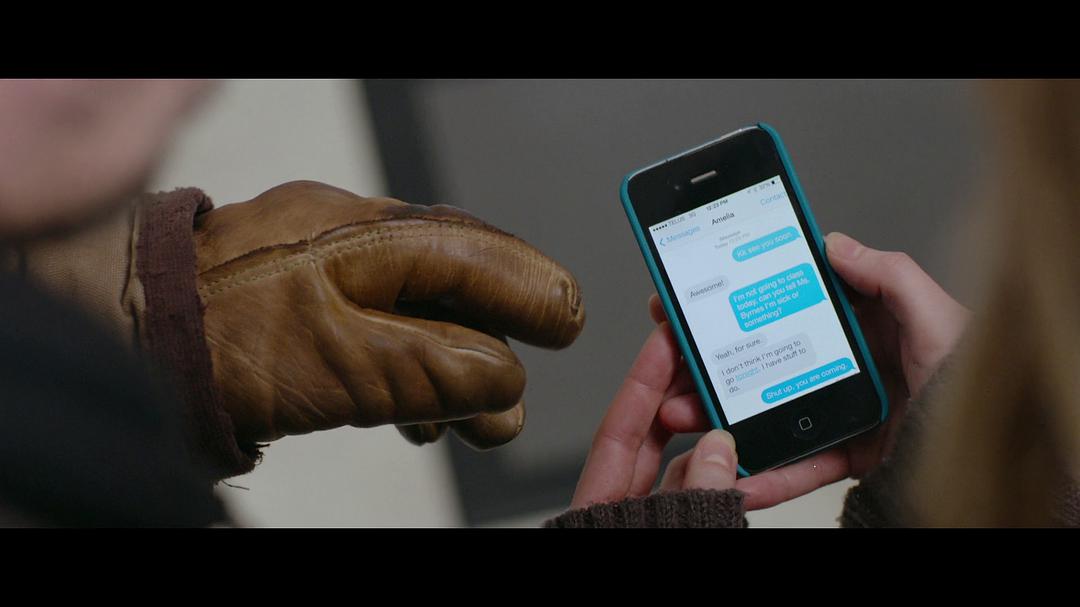 TELUS 3G 12:23 PM
Messages Amelia Contact
iMessage
Kk see you soon.
Awesome!
I'm not going to class
today, can you tell Ms.
Byrnes I'm sick or
something?
Yeah, for sure.
I don't think I'm going to
go tonight. I have stuff to
do.
Shut up, you are coming.